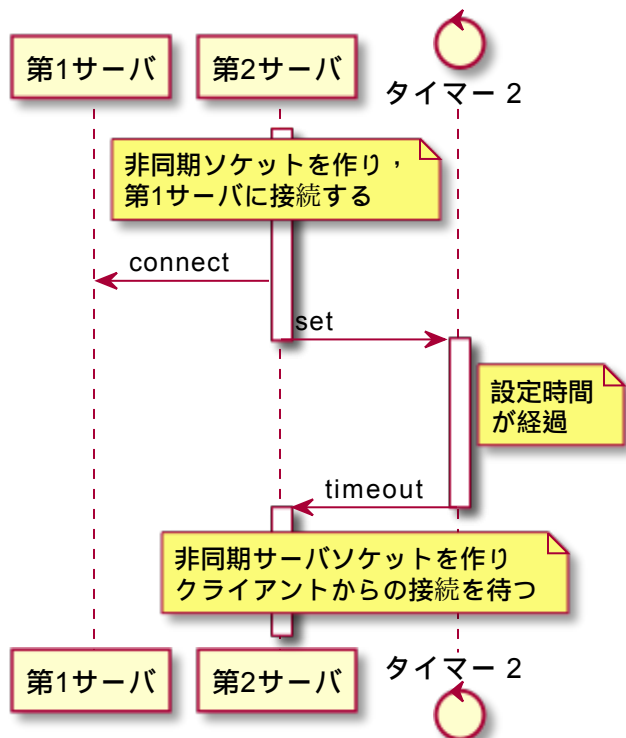 第1サーバ
第2サーバ
タイマー 2
非同期ソケットを作り，
第1サーバに接続する
connect
set
設定時間
が経過
timeout
非同期サーバソケットを作り
クライアントからの接続を待つ
第1サーバ
第2サーバ
タイマー 2